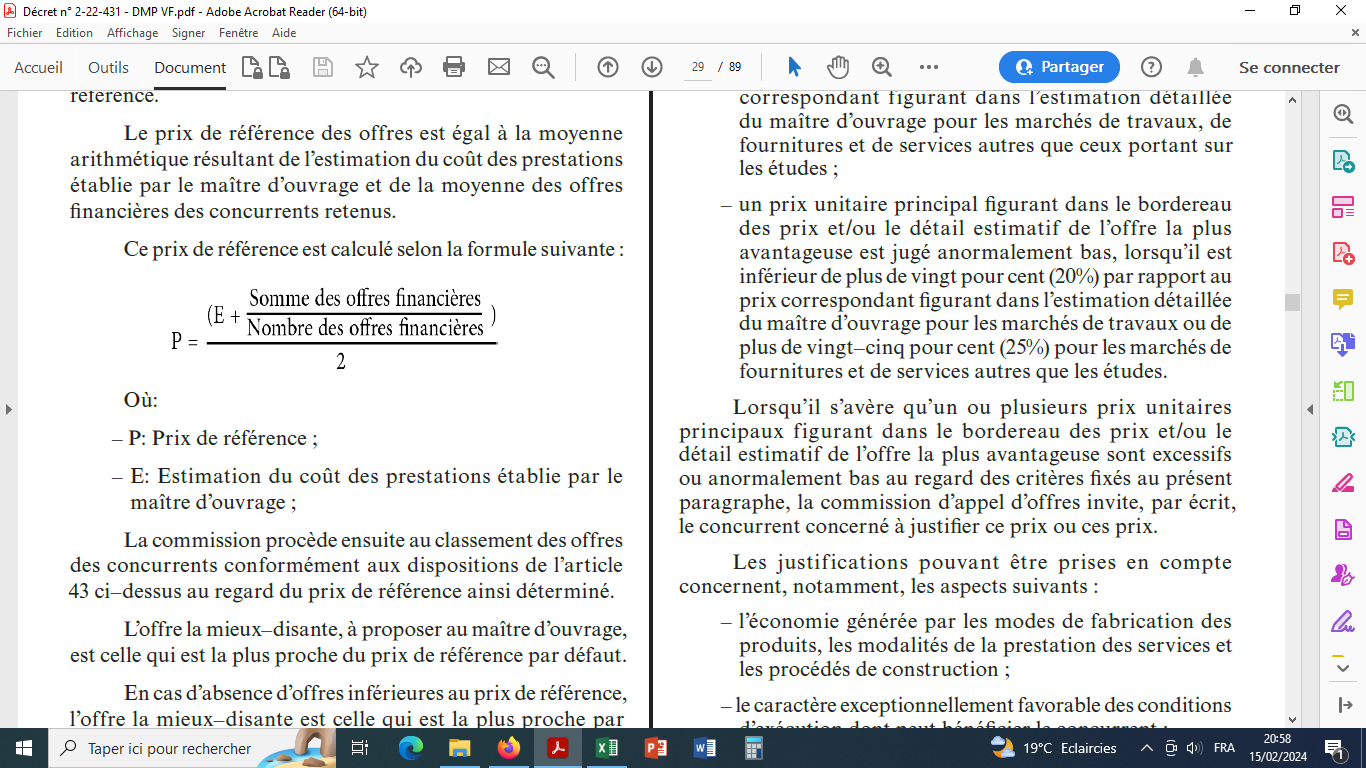 Décret n° 2-22-431 - DMP VF.pdf - Adobe Acrobat Reader (64-bit)
Fichier Edition Affichage Signer Fenêtre Aide
Accueil Outils Document 29 / 89 Partager Se connecter
référence.
Le prix de référence des offres est égal à la moyenne
arithmétique résultant de l'estimation du coût des prestations
établie par le maître d'ouvrage et de la moyenne des offres
financières des concurrents retenus.
Ce prix de référence est calculé selon la formule suivante :
Somme des offres financières
P = (E + )
Nombre des offres financières
2
Où:
– P: Prix de référence ;
– E: Estimation du coût des prestations établie par le
maître d'ouvrage ;
La commission procède ensuite au classement des offres
des concurrents conformément aux dispositions de l'article
43 ci–dessus au regard du prix de référence ainsi déterminé.
L'offre la mieux–disante, à proposer au maître d'ouvrage,
est celle qui est la plus proche du prix de référence par défaut.
En cas d'absence d'offres inférieures au prix de référence,
l'offre la mieux–disante est celle qui est la plus proche par
correspondant figurant dans l'estimation détaillée
du maître d'ouvrage pour les marchés de travaux, de
fournitures et de services autres que ceux portant sur
les études ;
– un prix unitaire principal figurant dans le bordereau
des prix et/ou le détail estimatif de l'offre la plus
avantageuse est jugé anormalement bas, lorsqu'il est
inférieur de plus de vingt pour cent (20%) par rapport au
prix correspondant figurant dans l'estimation détaillée
du maître d'ouvrage pour les marchés de travaux ou de
plus de vingt–cinq pour cent (25%) pour les marchés de
fournitures et de services autres que les études.
Lorsqu'il s'avère qu'un ou plusieurs prix unitaires
principaux figurant dans le bordereau des prix et/ou le
détail estimatif de l'offre la plus avantageuse sont excessifs
ou anormalement bas au regard des critères fixés au présent
paragraphe, la commission d'appel d'offres invite, par écrit,
le concurrent concerné à justifier ce prix ou ces prix.
Les justifications pouvant être prises en compte
concernent, notamment, les aspects suivants :
– l'économie générée par les modes de fabrication des
produits, les modalités de la prestation des services et
les procédés de construction ;
– le caractère exceptionnellement favorable des conditions
d'exécution dont peut bénéficier le concurrent ;
Taper ici pour rechercher 19°C Eclaircies FRA 20:58
15/02/2024 1